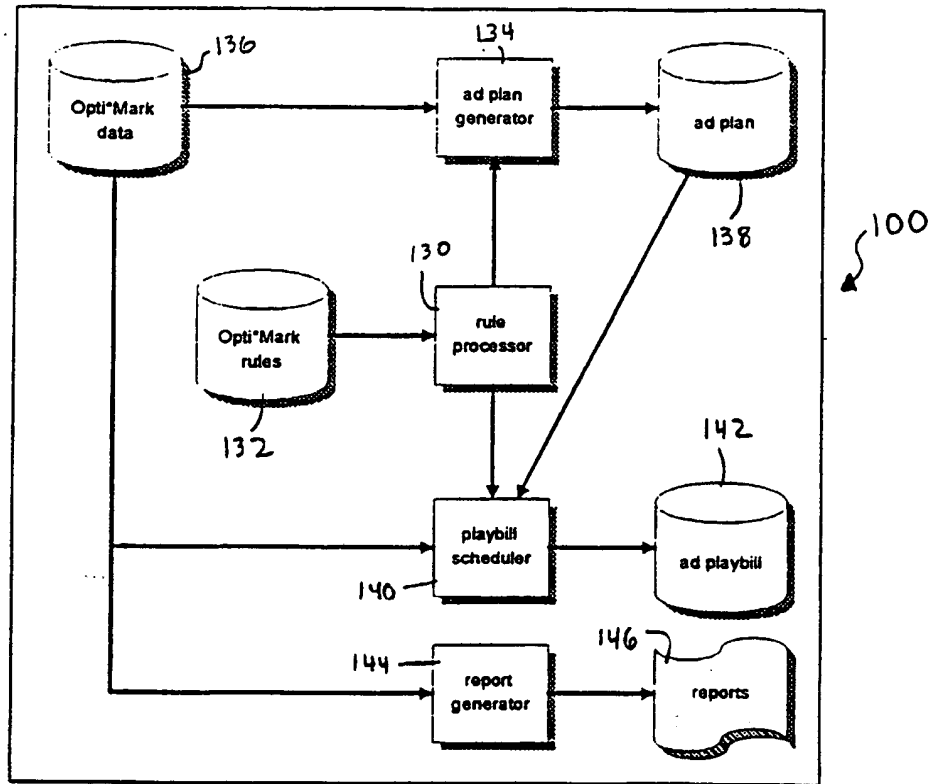 136
Opti*Mark
data
134
ad plan
generator
ad plan
138
100
130
rule
processor
Opti*Mark
rules
132
142
playbill
scheduler
140
ad playbill
144
report
generator
146
reports